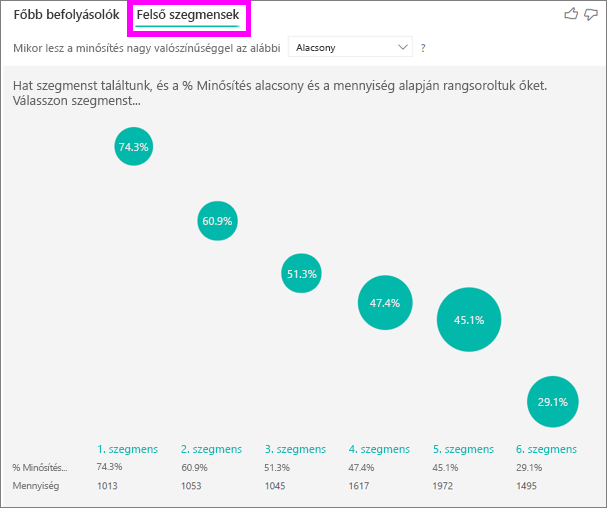 Főbb befolyásolók Felső szegmensek
Mikor lesz a minősítés nagy valószínűséggel az alábbi Alacsony ?
Hat szegmenst találtunk, és a % Minősítés alacsony és a mennyiség alapján rangsoroltuk őket.
Válasszon szegmenst...
74.3%
60.9%
51.3%
47.4%
45.1%
29.1%
1. szegmens 2. szegmens 3. szegmens 4. szegmens 5. szegmens 6. szegmens
% Minősítés... 74.3% 60.9% 51.3% 47.4% 45.1% 29.1%
Mennyiség 1013 1053 1045 1617 1972 1495